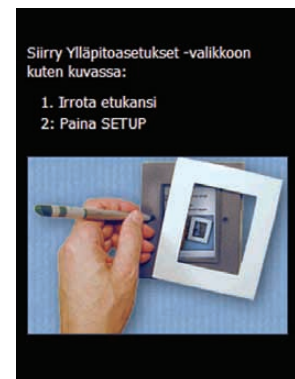 Siirry Ylläpitoasetukset -valikkoon
kuten kuvassa:
1. Irrota etukansi
2: Paina SETUP